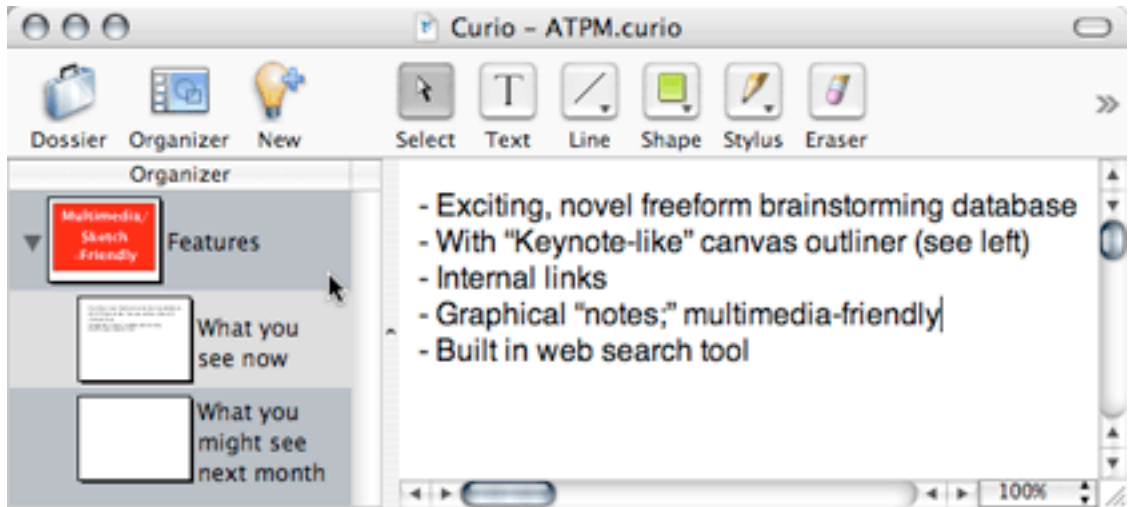 Curio – ATPM.curio
Dossier Organizer New Select Text Line Shape Stylus Eraser
Organizer
Multimedia/
Sketch
-Friendly
Features
What you
see now
What you
might see
next month
- Exciting, novel freeform brainstorming database
- With “Keynote-like” canvas outliner (see left)
- Internal links
- Graphical “notes;” multimedia-friendly
- Built in web search tool
100%